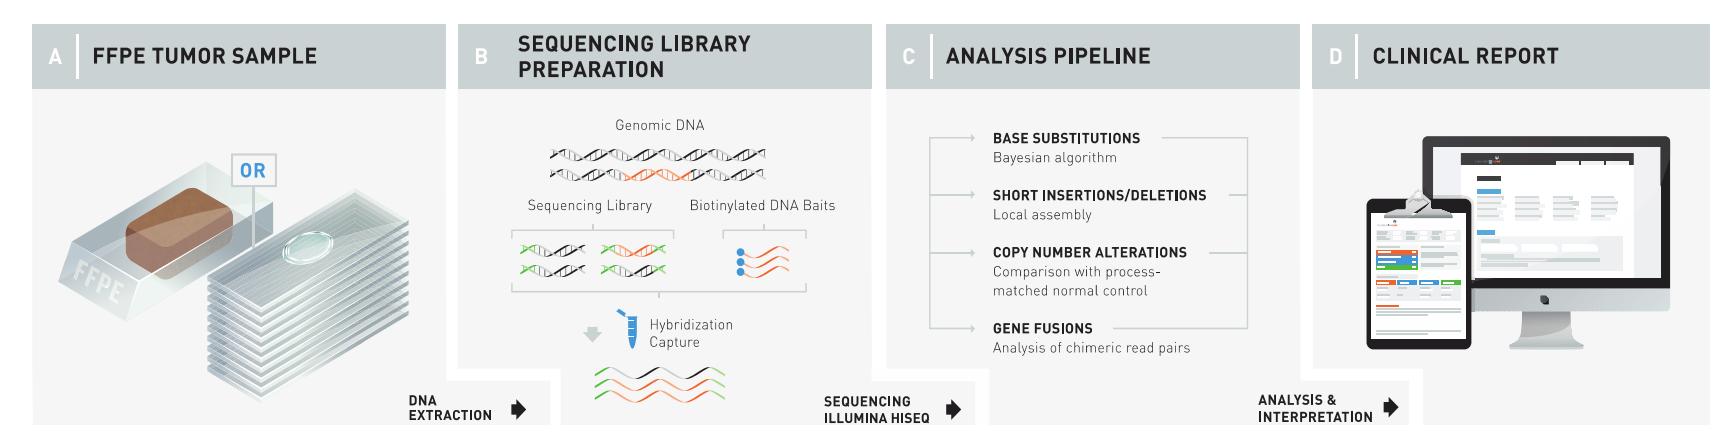 A
FFPE TUMOR SAMPLE
OR
FFPE
DNA
EXTRACTION
B
SEQUENCING LIBRARY
PREPARATION
Genomic DNA
Sequencing Library
Biotinylated DNA Baits
Hybridization
Capture
SEQUENCING
ILLUMINA HISEQ
C
ANALYSIS PIPELINE
BASE SUBSTITUTIONS
Bayesian algorithm
SHORT INSERTIONS/DELETIONS
Local assembly
COPY NUMBER ALTERATIONS
Comparison with process-
matched normal control
GENE FUSIONS
Analysis of chimeric read pairs
ANALYSIS &
INTERPRETATION
D
CLINICAL REPORT